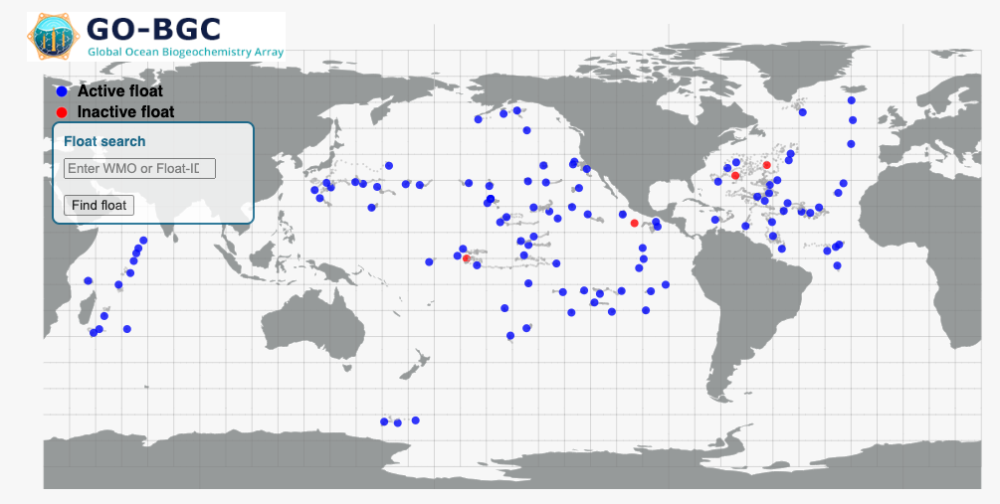 GO-BGC
Global Ocean Biogeochemistry Array
Active float
Inactive float
Float search
Enter WMO or Float-ID
Find float